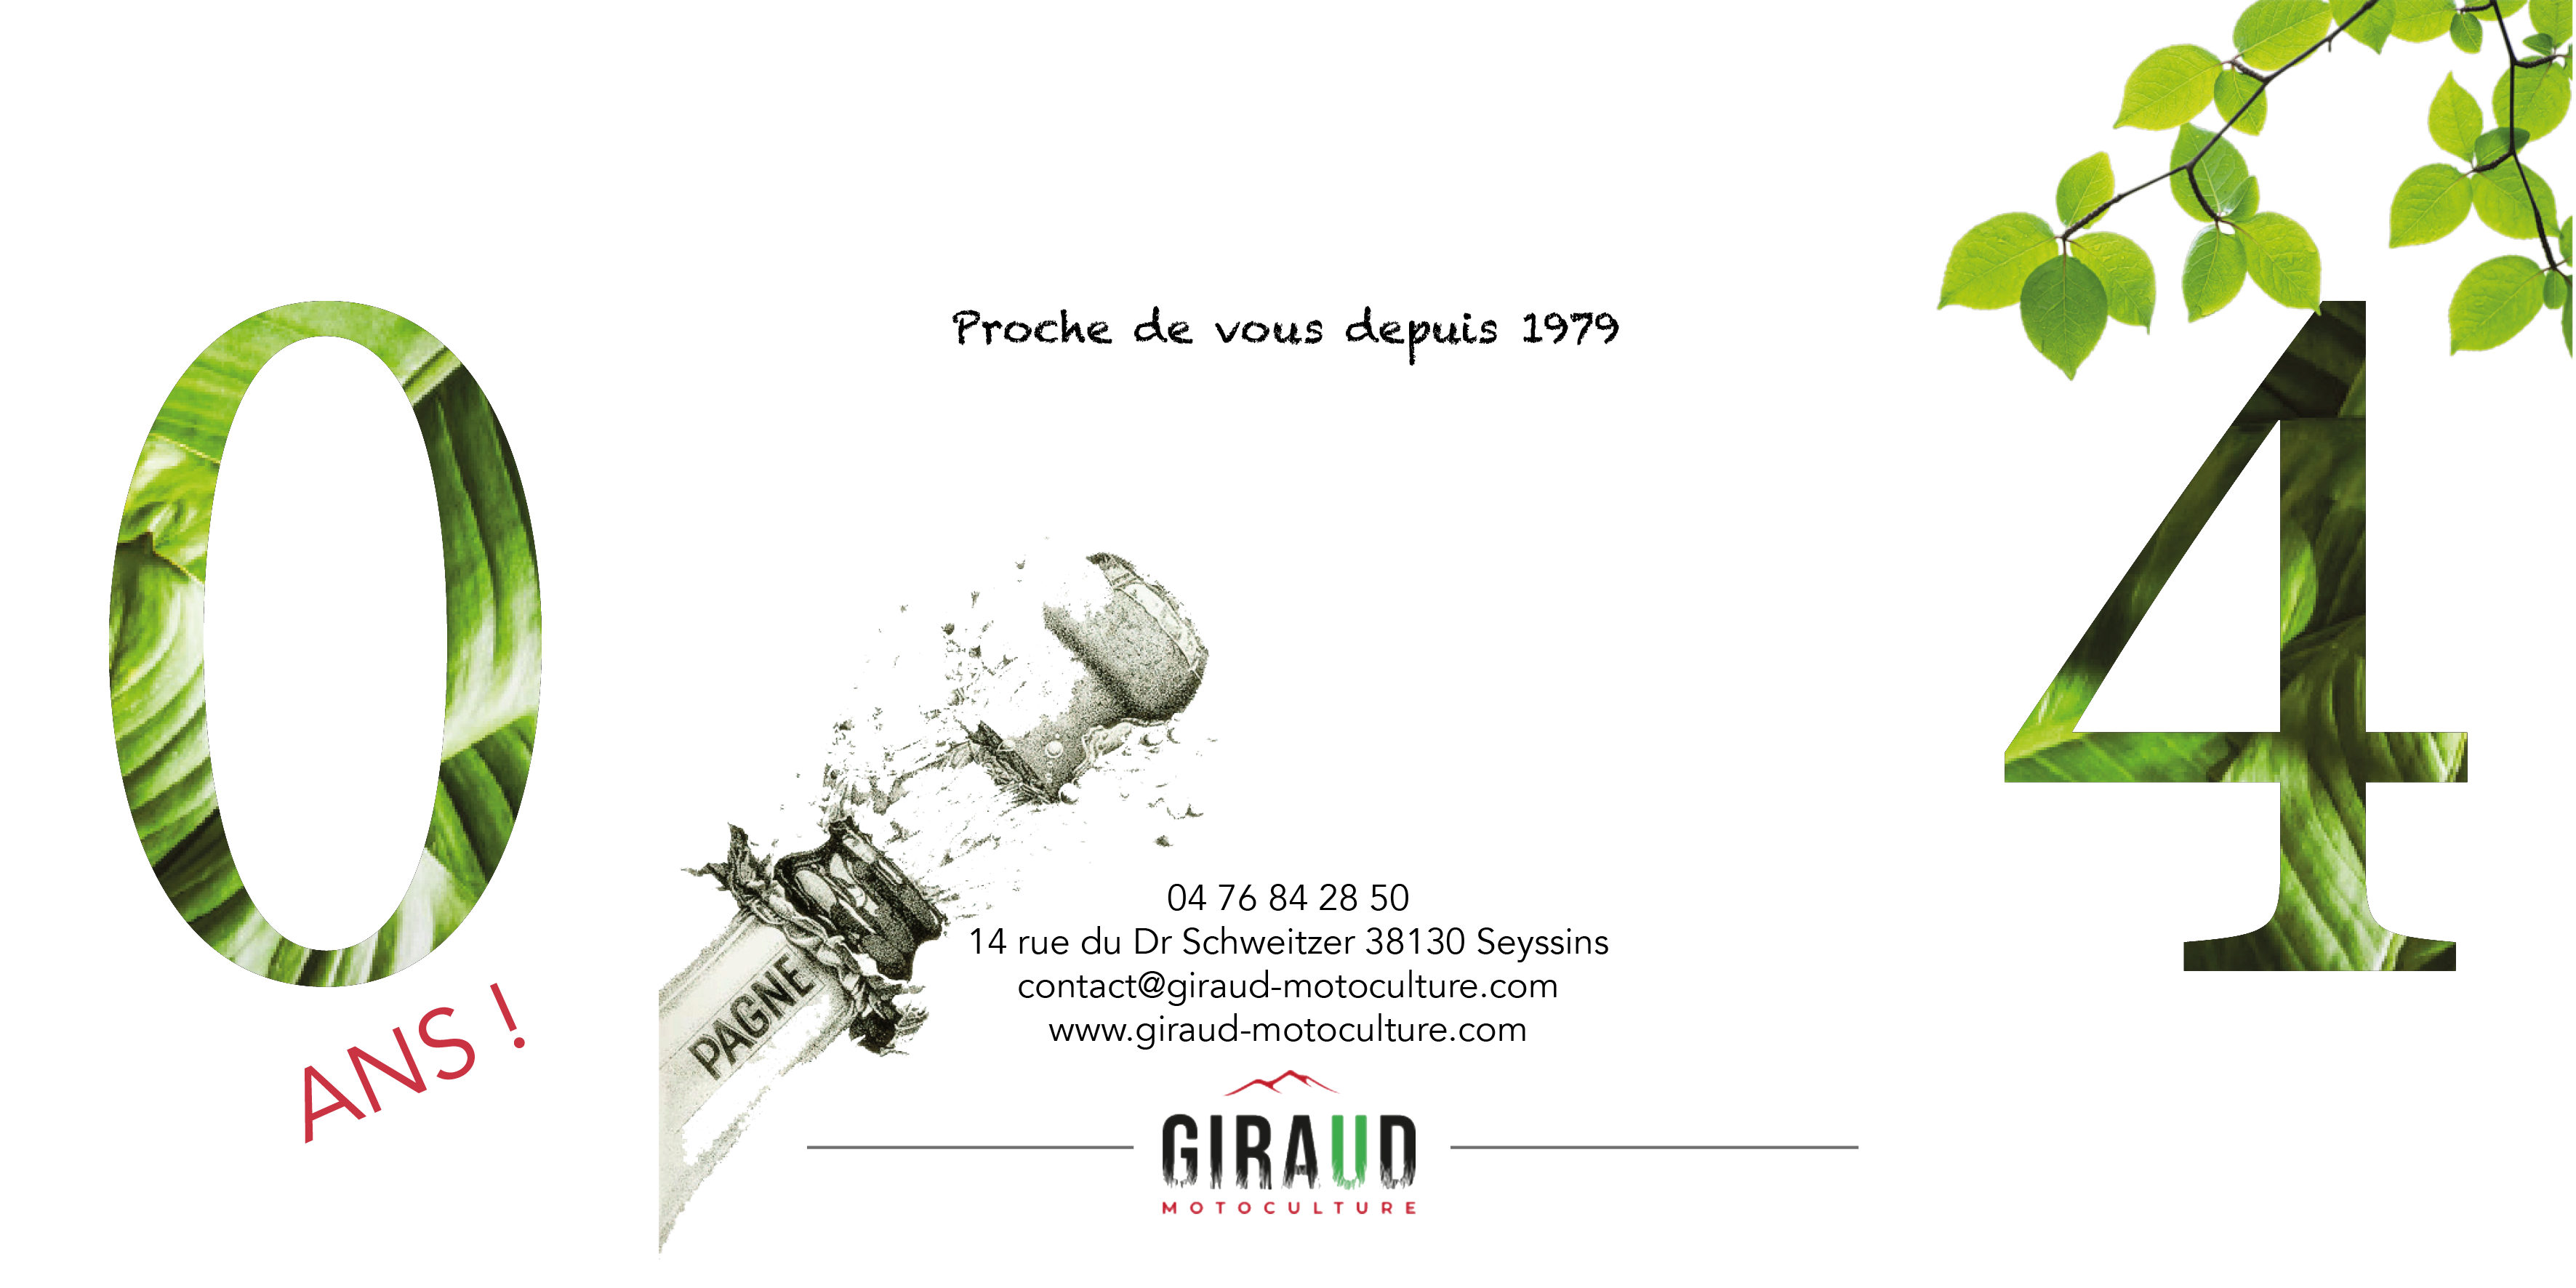 Proche de vous depuis 1979
0
4
ANS !
PAGNE
04 76 84 28 50
14 rue du Dr Schweitzer 38130 Seyssins
contact@giraud-motoculture.com
www.giraud-motoculture.com
GIRAUD
MOTOCULTURE